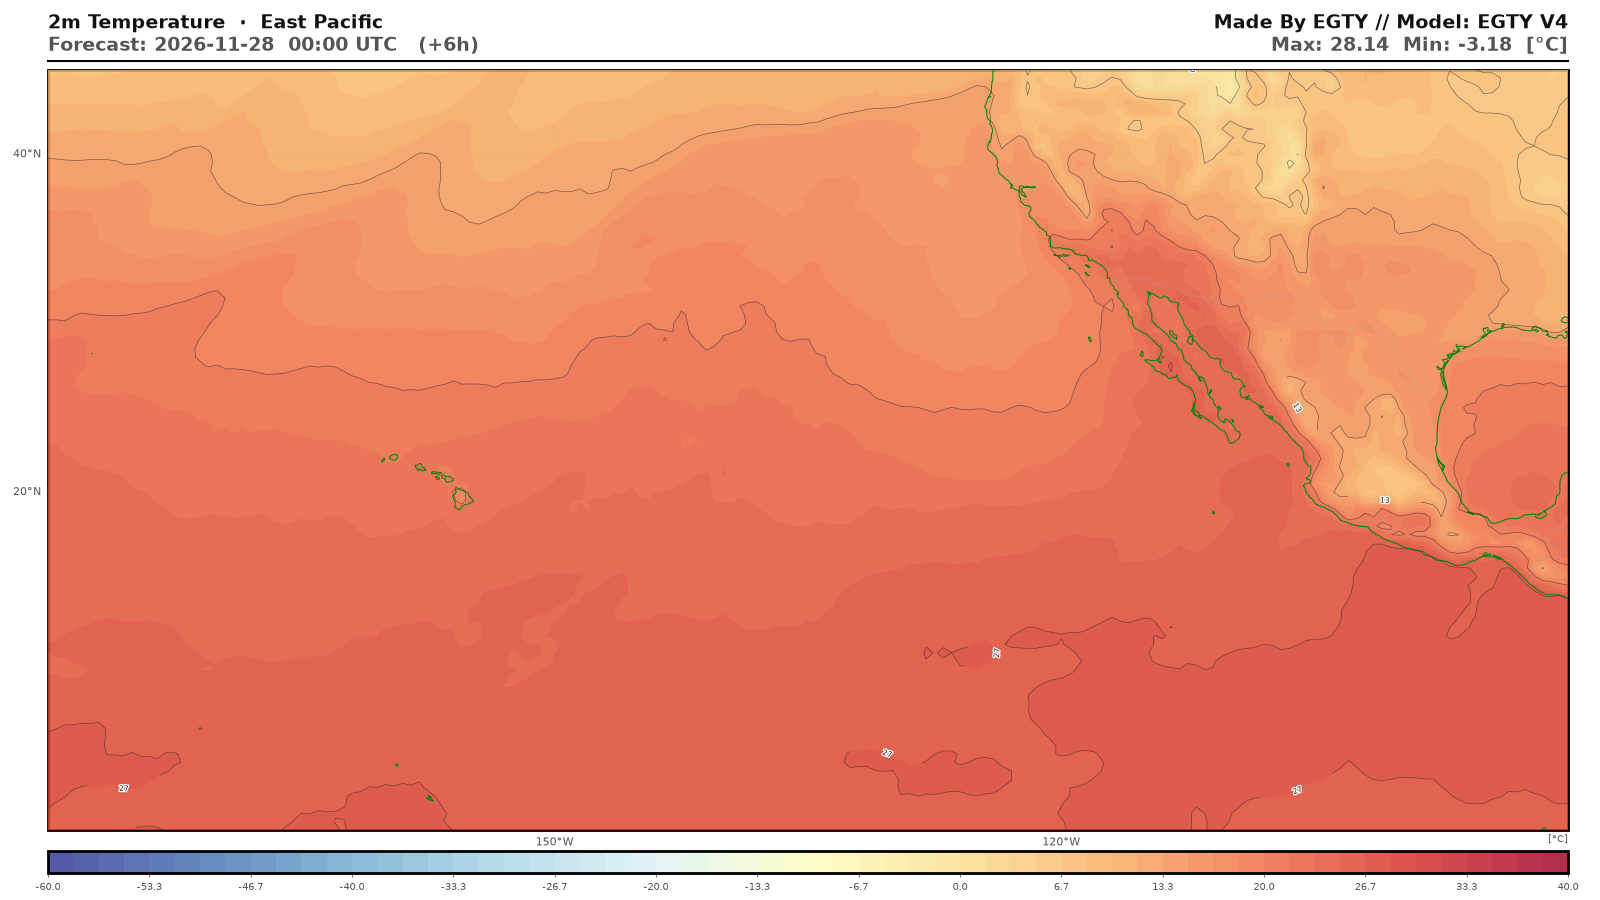 2m Temperature · East Pacific
Made By EGTY // Model: EGTY V4
Forecast: 2026-11-28 00:00 UTC (+6h)
Max: 28.14 Min: -3.18 [°C]
0
40°N
13
20°N
13
27
27
27
27
150°W
120°W
[°C]
-60.0
-53.3
-46.7
-40.0
-33.3
-26.7
-20.0
-13.3
-6.7
0.0
6.7
13.3
20.0
26.7
33.3
40.0